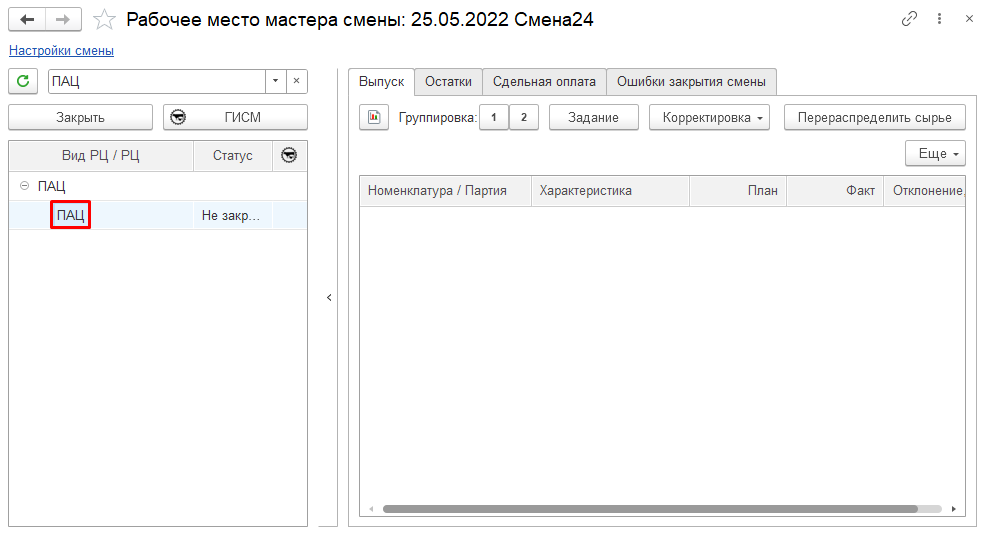 Рабочее место мастера смены: 25.05.2022 Смена24
Настройки смены
ПАЦ
Закрыть ГИСМ
Вид РЦ / РЦ Статус
ПАЦ
ПАЦ Не закр...
Выпуск Остатки Сдельная оплата Ошибки закрытия смены
Группировка: 1 2 Задание Корректировка Перераспределить сырье
Еще
Номенклатура / Партия Характеристика План Факт Отклонение,